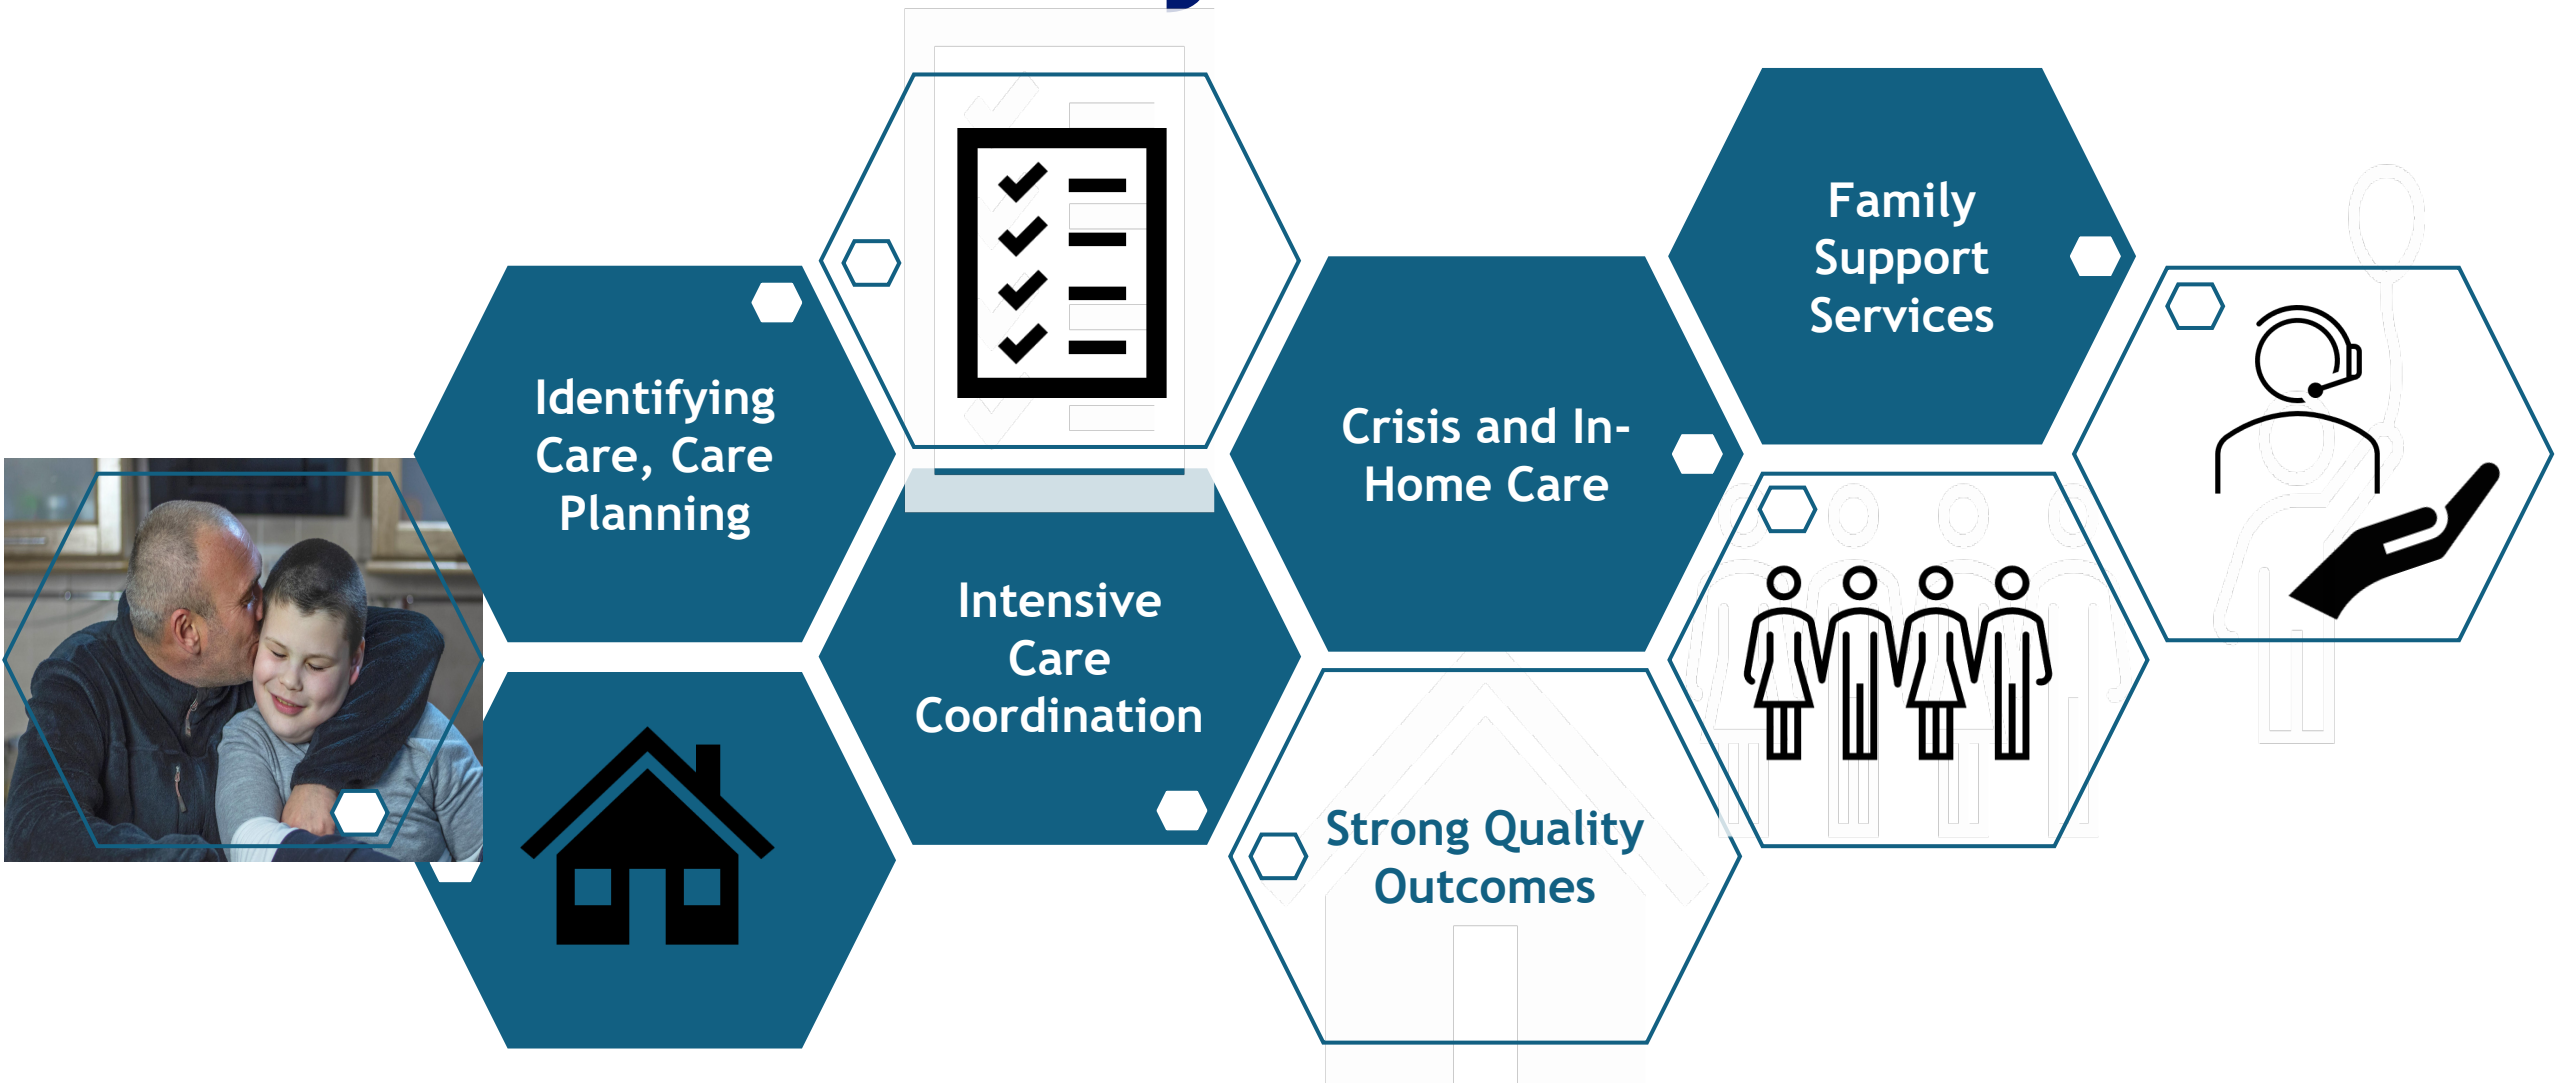 Identifying
Care, Care
Planning
Intensive
Care
Coordination
Crisis and In-
Home Care
Strong Quality
Outcomes
Family
Support
Services